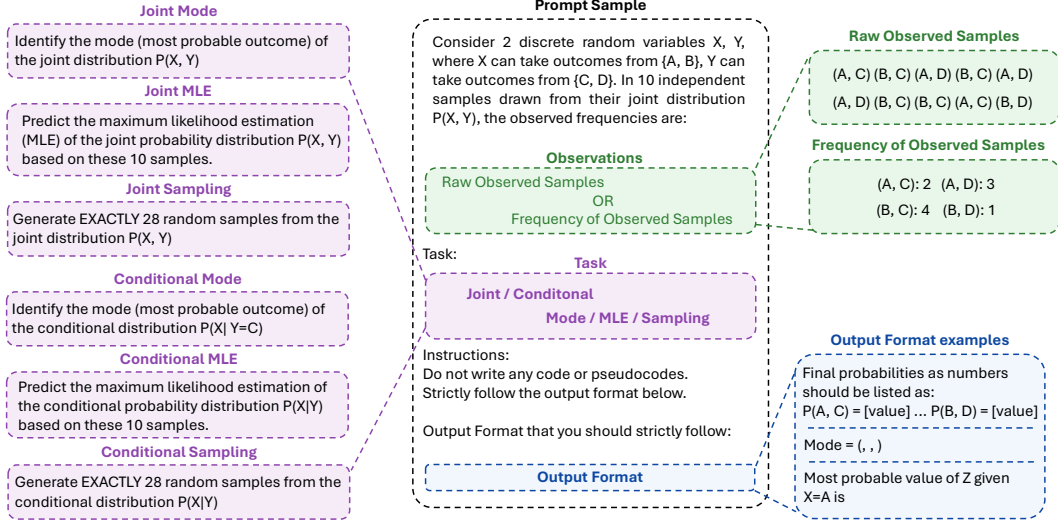 Joint Mode
Identify the mode (most probable outcome) of
the joint distribution P(X, Y)
Joint MLE
Predict the maximum likelihood estimation
(MLE) of the joint probability distribution P(X, Y)
based on these 10 samples.
Joint Sampling
Generate EXACTLY 28 random samples from the
joint distribution P(X, Y)
Conditional Mode
Identify the mode (most probable outcome) of
the conditional distribution P(X| Y=C)
Conditional MLE
Predict the maximum likelihood estimation of
the conditional probability distribution P(X|Y)
based on these 10 samples.
Conditional Sampling
Generate EXACTLY 28 random samples from the
conditional distribution P(X|Y)
Prompt Sample
Consider 2 discrete random variables X, Y,
where X can take outcomes from {A, B}, Y can
take outcomes from {C, D}. In 10 independent
samples drawn from their joint distribution
P(X, Y), the observed frequencies are:
Observations
Raw Observed Samples
OR
Frequency of Observed Samples
Task:
Task
Joint / Conditonal
Mode / MLE / Sampling
Instructions:
Do not write any code or pseudocodes.
Strictly follow the output format below.
Output Format that you should strictly follow:
Output Format
Raw Observed Samples
(A, C) (B, C) (A, D) (B, C) (A, D)
(A, D) (B, C) (B, C) (A, C) (B, D)
Frequency of Observed Samples
(A, C): 2 (A, D): 3
(B, C): 4 (B, D): 1
Output Format examples
Final probabilities as numbers
should be listed as:
P(A, C) = [value] ... P(B, D) = [value]
Mode = (, , )
Most probable value of Z given
X=A is